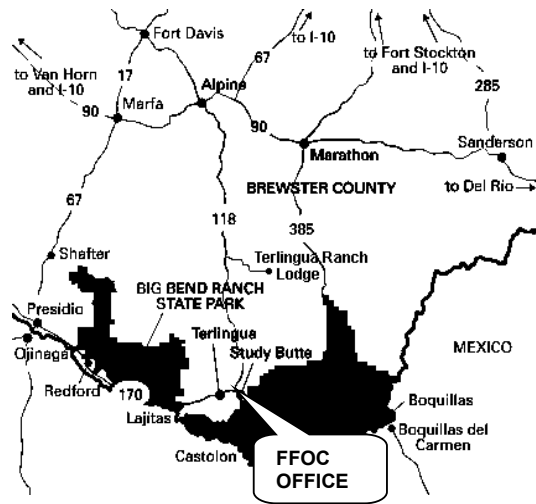 Fort Davis
to I-10
67
to Fort Stockton
and I-10
to Van Horn
and I-10
17
Alpine
285
90
Marfa
90
Marathon
Sanderson
BREWSTER COUNTY
to Del Rio
67
118
385
Shafter
Terlingua Ranch
Lodge
BIG BEND RANCH
STATE PARK
Presidio
Terlingua
Study Butte
Ojinaga
MEXICO
Redford
170
Lajitas
Boquillas
Boquillas del
Carmen
Castolon
FFOC
OFFICE